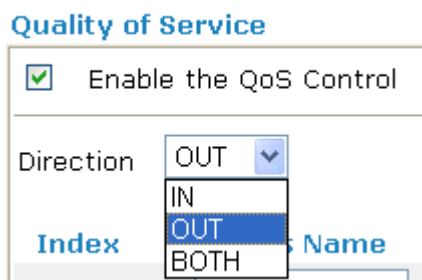 Quality of Service
Enable the QoS Control
Direction OUT
IN
OUT
BOTH
Index Name